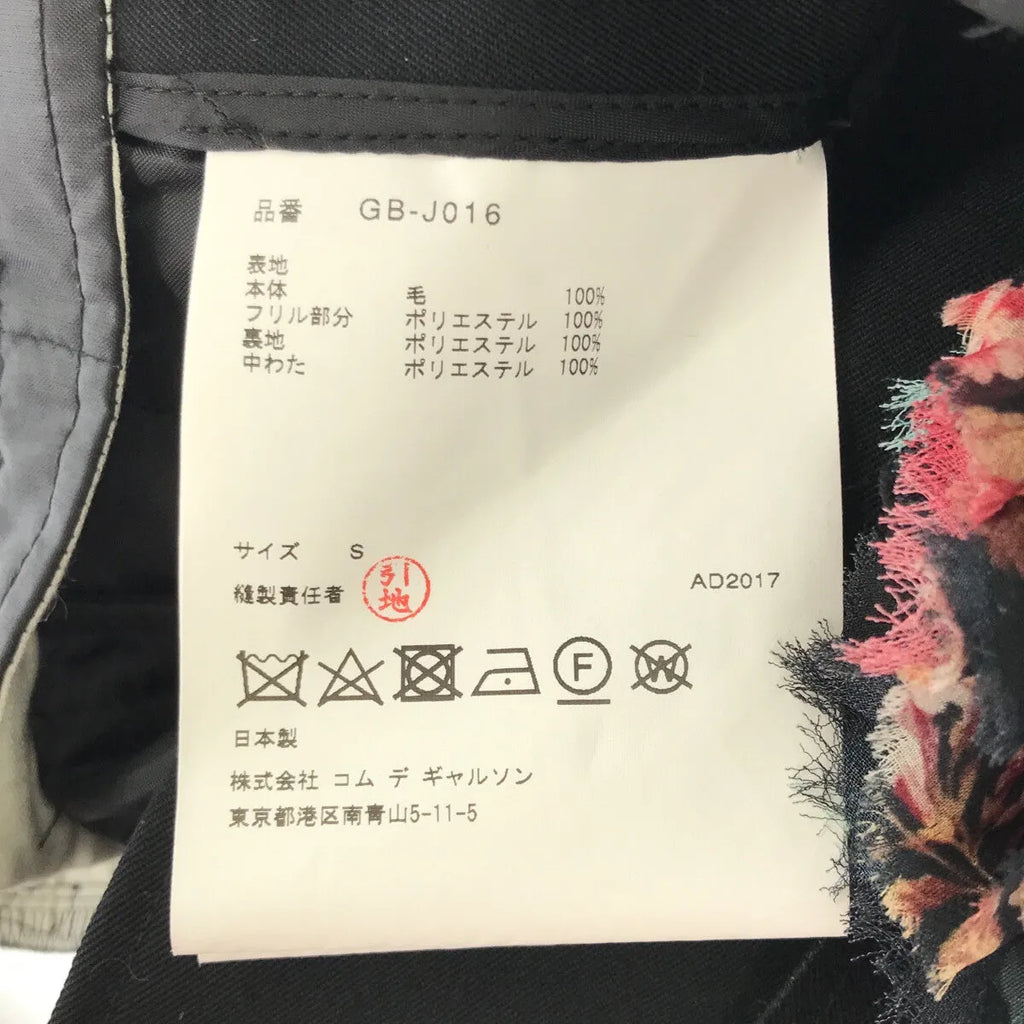 品番 GB-J016
表地
本体 毛 100%
フリル部分 ポリエステル 100%
裏地 ポリエステル 100%
中わた ポリエステル 100%
サイズ S
縫製責任者 引地
AD2017
F W
日本製
株式会社 コム デ ギャルソン
東京都港区南青山5-11-5